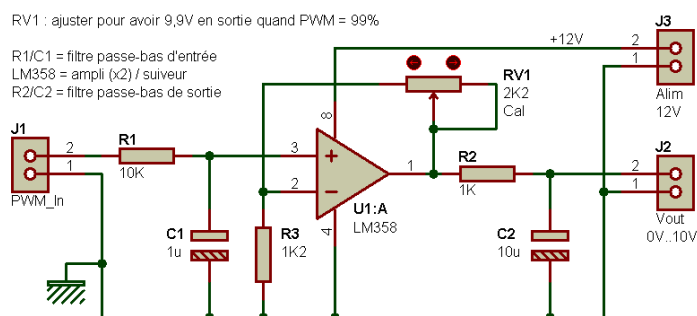 RV1 : ajuster pour avoir 9,9V en sortie quand PWM = 99%
R1/C1 = filtre passe-bas d'entrée
LM358 = ampli (x2) / suiveur
R2/C2 = filtre passe-bas de sortie
J3
+12V
2
1
Alim
12V
RV1
2K2
Cal
8
J1
2
1
PWM_In
R1
10K
3
2
1
U1:A
LM358
4
R2
1K
J2
2
1
Vout
0V..10V
C1
1u
R3
1K2
C2
10u